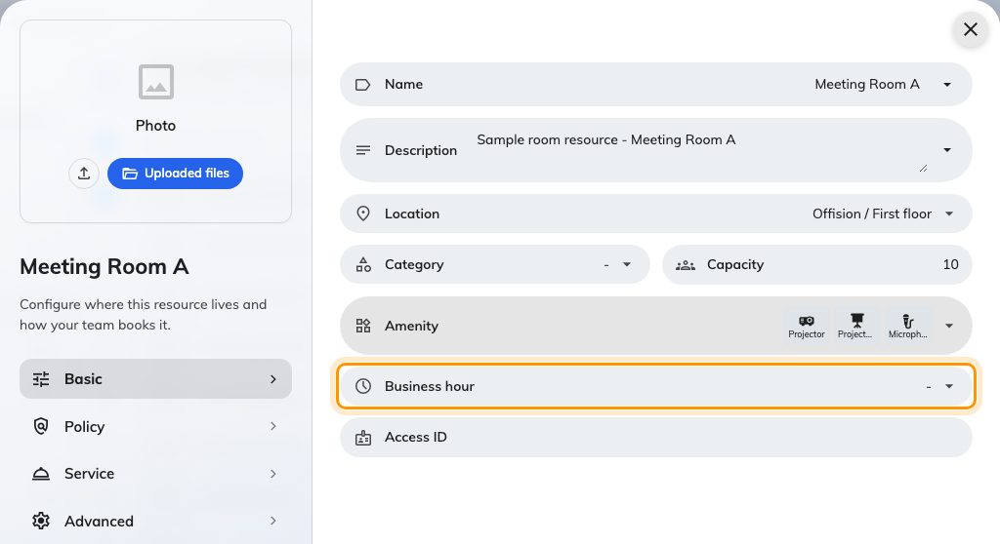 Photo
Uploaded files
Meeting Room A
Configure where this resource lives and
how your team books it.
Basic
Policy
Service
Advanced
Name
Meeting Room A
Description
Sample room resource - Meeting Room A
Location
Offision / First floor
Category
-
Capacity
10
Amenity
Projector
Project...
Microph...
Business hour
-
Access ID